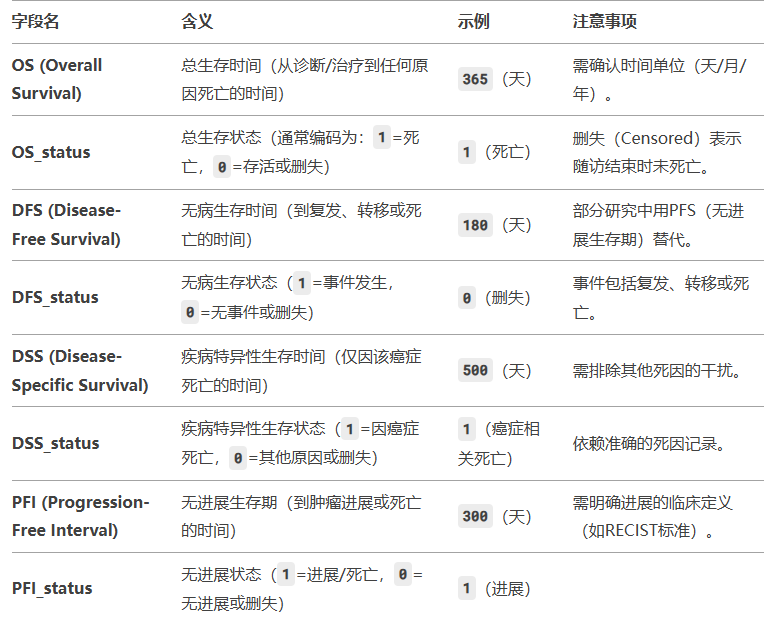 字段名 含义 示例 注意事项
OS (Overall 总生存时间（从诊断/治疗到任何原 365 （天） 需确认时间单位（天/月/
Survival) 因死亡的时间） 年）。
OS_status 总生存状态（通常编码为：1=死 1 （死亡） 删失（Censored）表示
亡，0=存活或删失） 随访结束时未死亡。
DFS (Disease- 无病生存时间（到复发、转移或死 180 （天） 部分研究中用PFS（无进
Free Survival) 亡的时间） 展生存期）替代。
DFS_status 无病生存状态（1=事件发生， 0 （删失） 事件包括复发、转移或死
0=无事件或删失） 亡。
DSS (Disease- 疾病特异性生存时间（仅因该癌症 500 （天） 需排除其他死因的干扰。
Specific Survival) 死亡的时间）
DSS_status 疾病特异性生存状态（1=因癌症 1 （癌症相 依赖准确的死因记录。
死亡，0=其他原因或删失） 关死亡）
PFI (Progression- 无进展生存期（到肿瘤进展或死亡 300 （天） 需明确进展的临床定义
Free Interval) 的时间） （如RECIST标准）。
PFI_status 无进展状态（1=进展/死亡，0= 1 （进展）
无进展或删失）